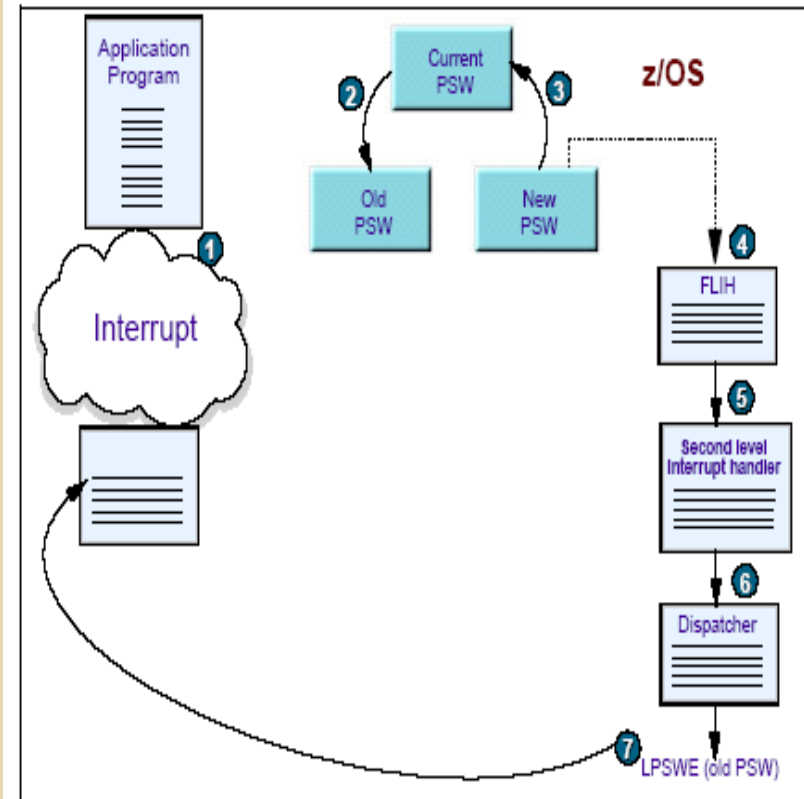 Application
Program
Current
PSW
z/OS
2
3
Old
PSW
New
PSW
1
4
Interrupt
FLIH
5
Second level
Interrupt handler
6
Dispatcher
7
LPSWE (old PSW)